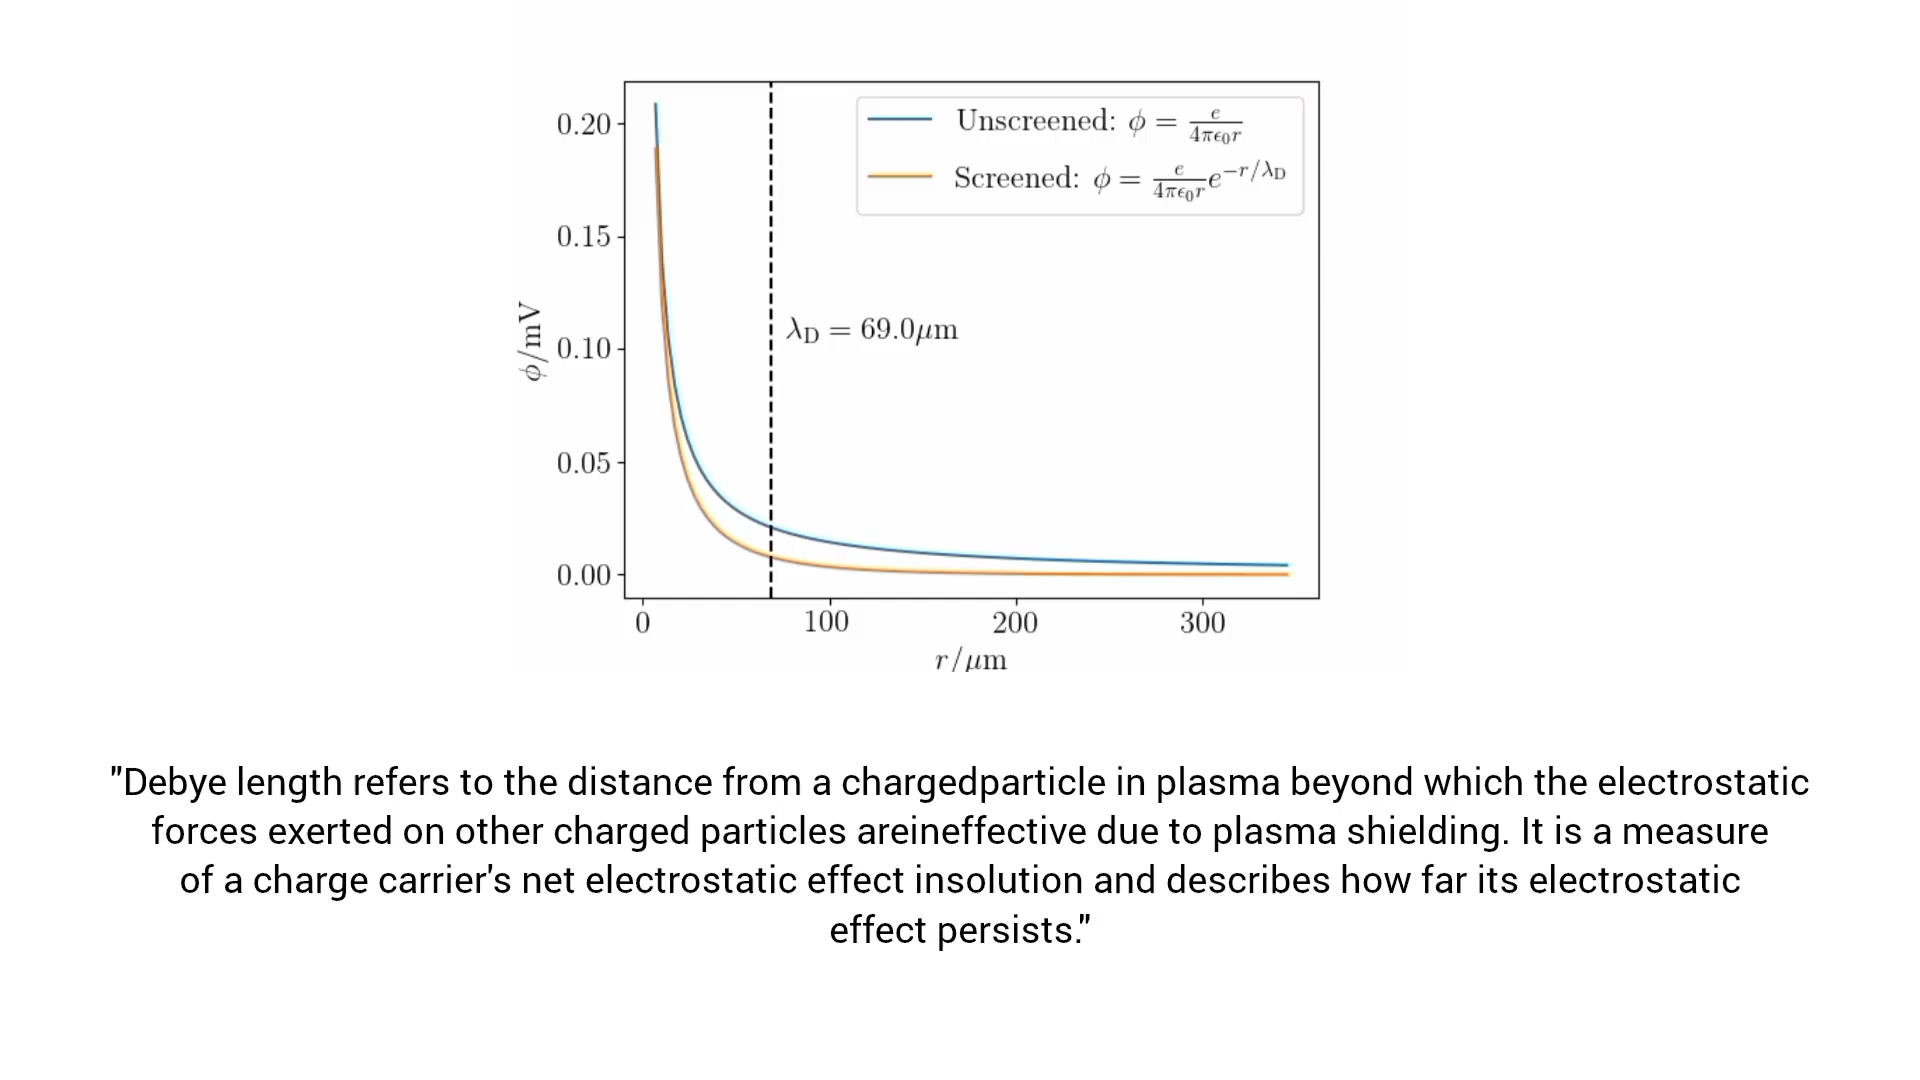 0.20
0.15
0.10
0.05
0.00
ϕ/mV
Unscreened: ϕ = e/4πϵ₀r
Screened: ϕ = e/4πϵ₀r e^−r/λD
λD = 69.0μm
0 100 200 300
r/μm
"Debye length refers to the distance from a chargedparticle in plasma beyond which the electrostatic
forces exerted on other charged particles areineffective due to plasma shielding. It is a measure
of a charge carrier's net electrostatic effect insolution and describes how far its electrostatic
effect persists."